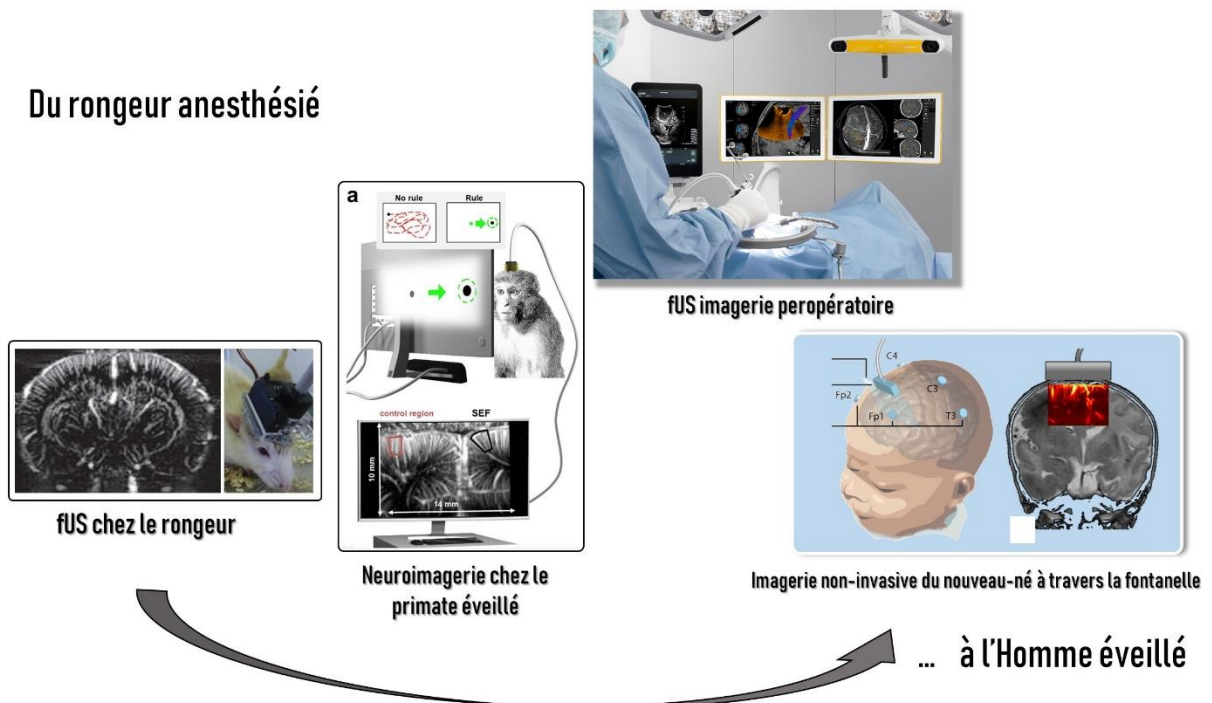 Du rongeur anesthésié
fUS imagerie peropératoire
a
No rule
Rule
control region
SEF
10 mm
14 mm
fUS chez le rongeur
Neuroimagerie chez le
primate éveillé
C4
C3
Fp2
Fp1
T3
Imagerie non-invasive du nouveau-né à travers la fontanelle
... à l'Homme éveillé